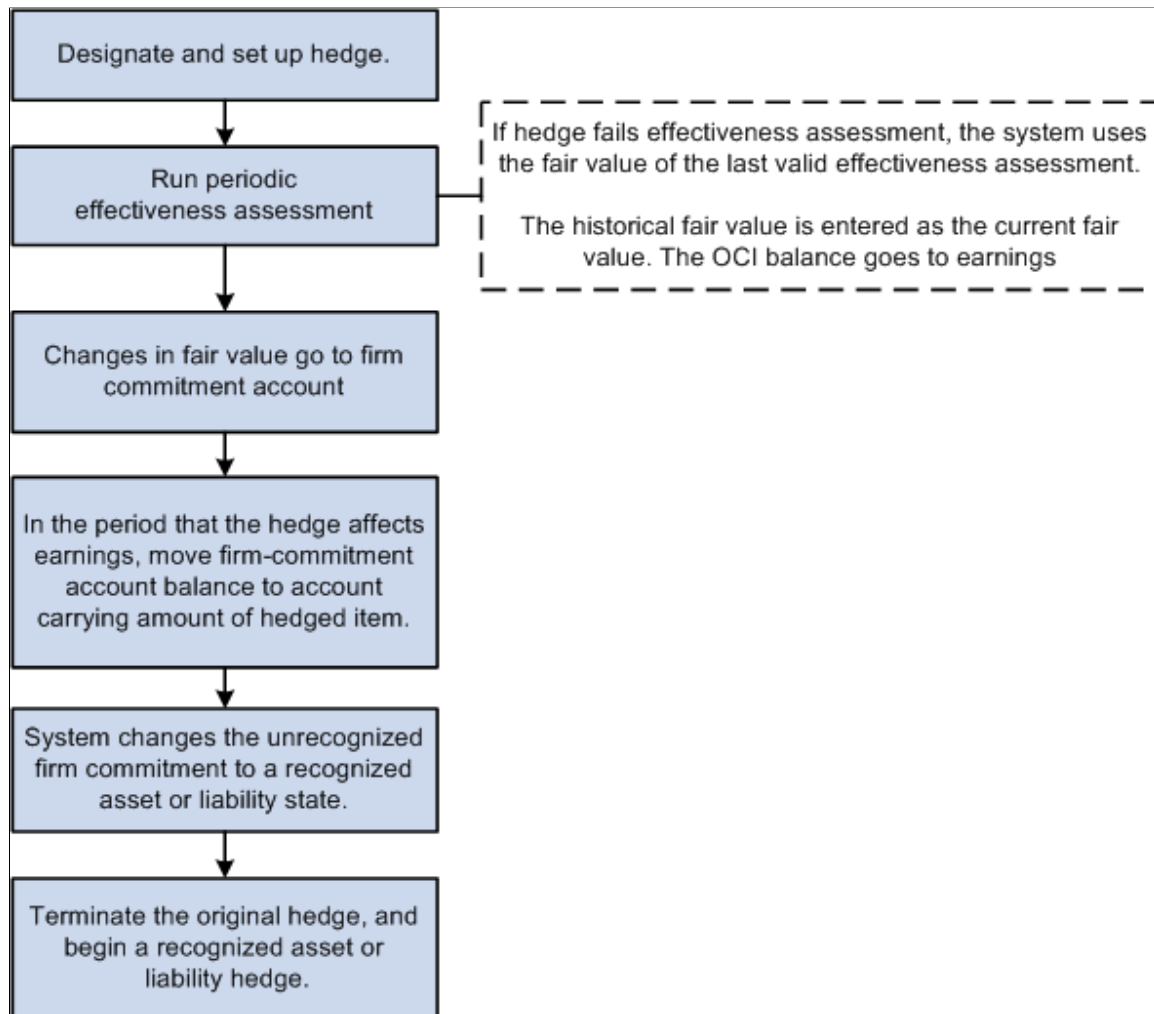 Designate and set up hedge.
Run periodic
effectiveness assessment
If hedge fails effectiveness assessment, the system uses
the fair value of the last valid effectiveness assessment.
The historical fair value is entered as the current fair
value. The OCI balance goes to earnings
Changes in fair value go to firm
commitment account
In the period that the hedge affects
earnings, move firm-commitment
account balance to account
carrying amount of hedged item.
System changes the unrecognized
firm commitment to a recognized
asset or liability state.
Terminate the original hedge, and
begin a recognized asset or
liability hedge.